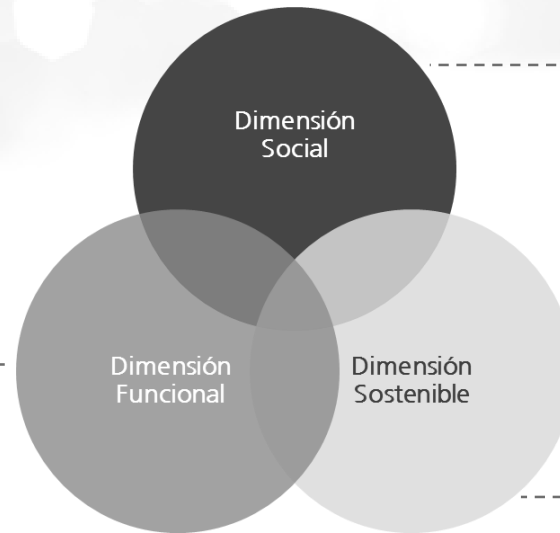 Dimensión
Social
Dimensión
Funcional
Dimensión
Sostenible